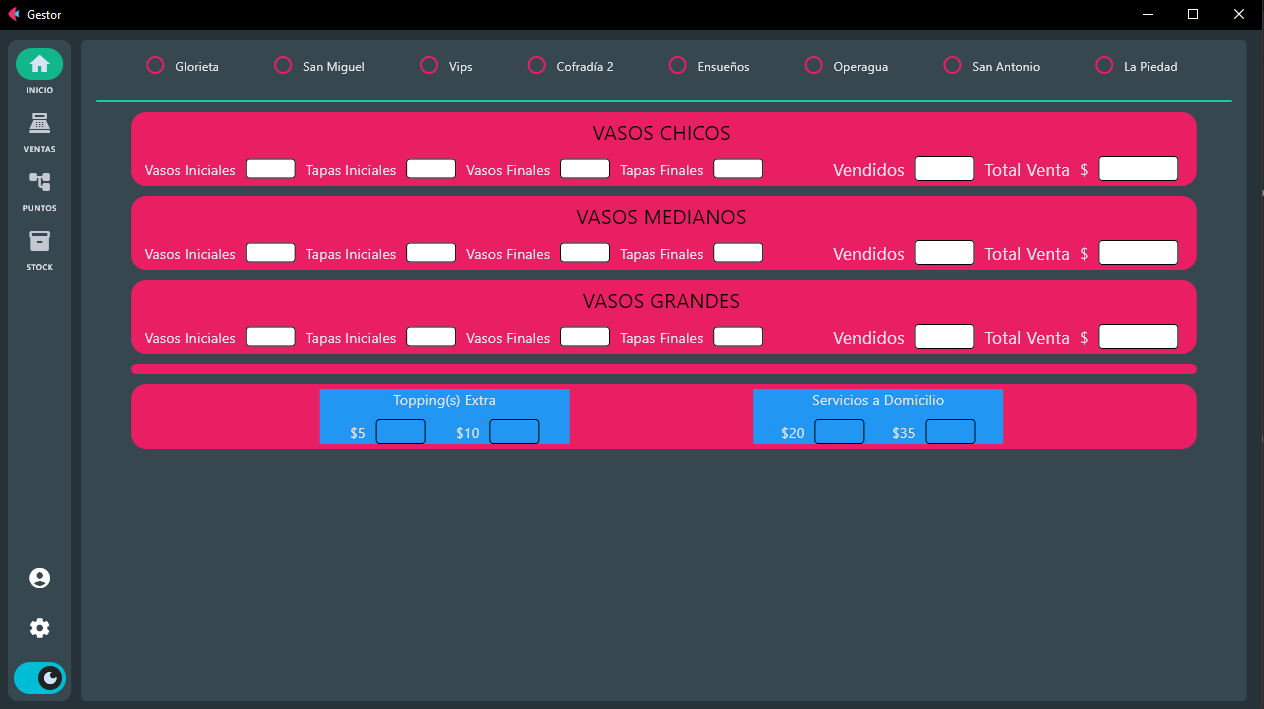 Gestor
Glorieta San Miguel Vips Cofradía 2 Ensueños Operagua San Antonio La Piedad
INICIO
VENTAS
PUNTOS
STOCK
VASOS CHICOS
Vasos Iniciales Tapas Iniciales Vasos Finales Tapas Finales Vendidos Total Venta $
VASOS MEDIANOS
Vasos Iniciales Tapas Iniciales Vasos Finales Tapas Finales Vendidos Total Venta $
VASOS GRANDES
Vasos Iniciales Tapas Iniciales Vasos Finales Tapas Finales Vendidos Total Venta $
Topping(s) Extra
$5 $10
Servicios a Domicilio
$20 $35